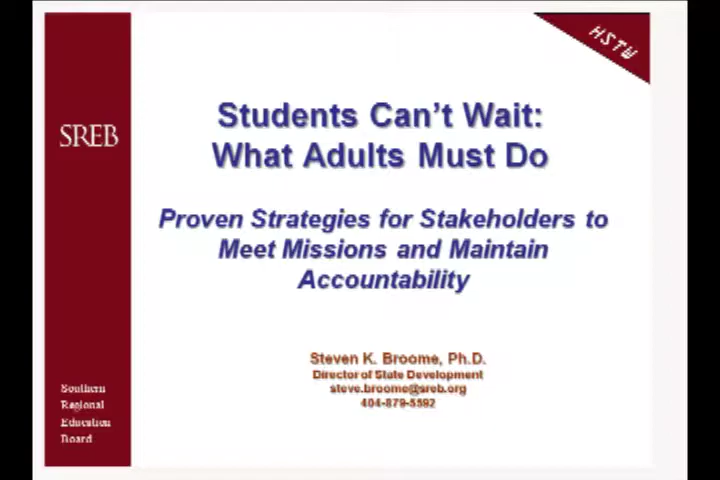 HSTW
SREB
Students Can't Wait:
What Adults Must Do
Proven Strategies for Stakeholders to
Meet Missions and Maintain
Accountability
Steven K. Broome, Ph.D.
Director of State Development
steve.broome@sreb.org
404-879-5592
Southern
Regional
Education
Board